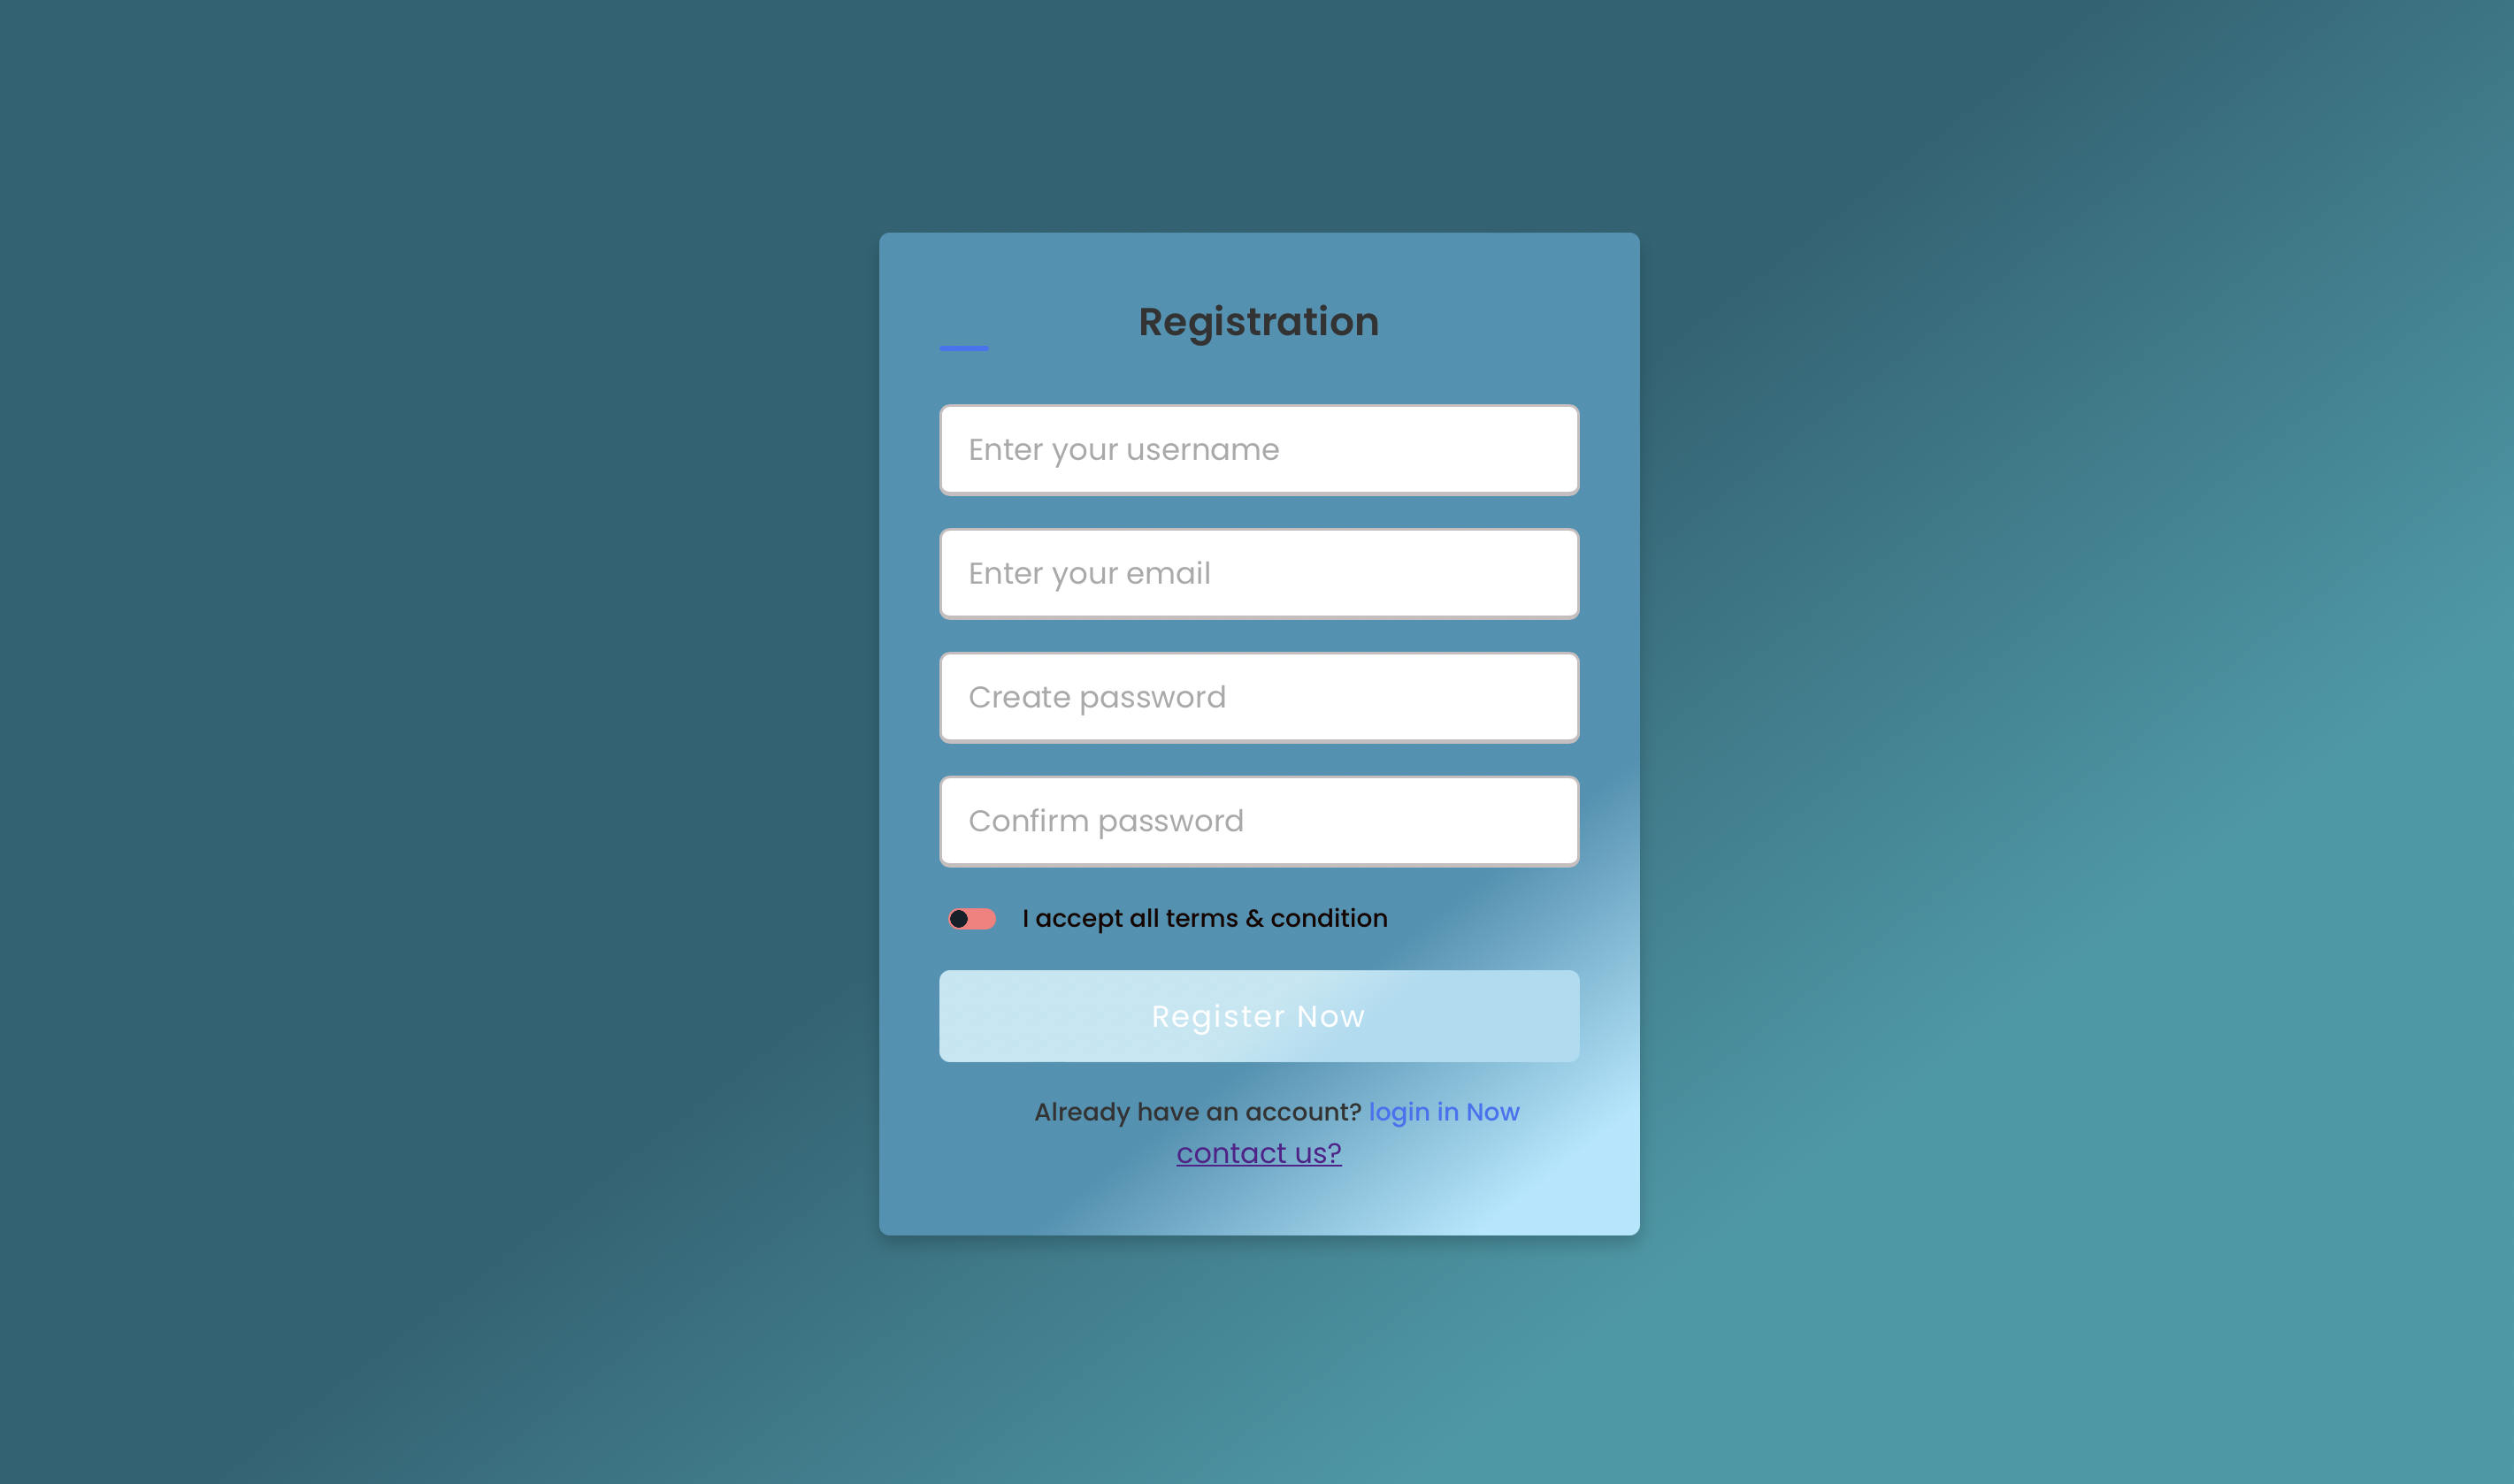 Registration
Enter your username
Enter your email
Create password
Confirm password
I accept all terms & condition
Register Now
Already have an account? login in Now
contact us?